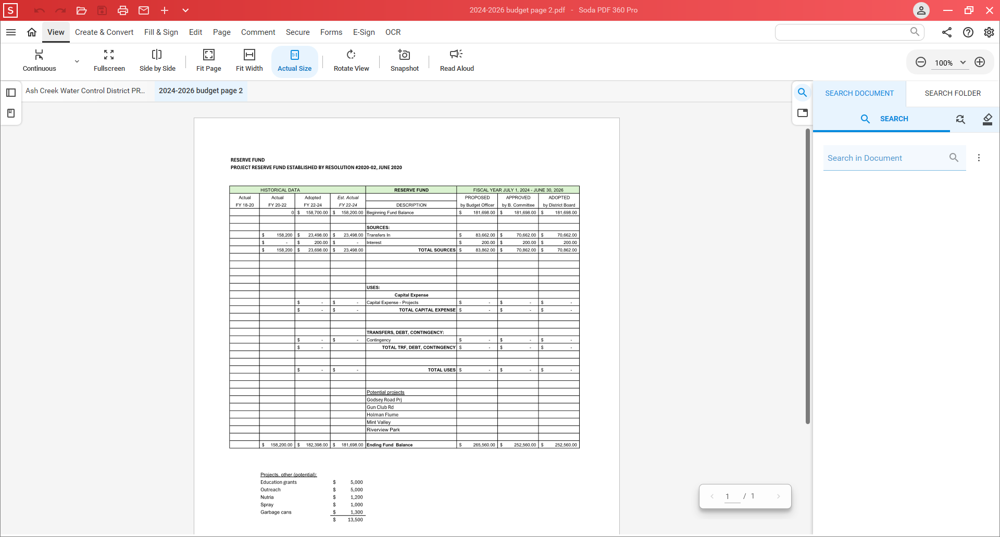 S 2024-2026 budget page 2.pdf - Soda PDF 360 Pro
View Create & Convert Fill & Sign Edit Page Comment Secure Forms E-Sign OCR
Continuous Fullscreen Side by Side Fit Page Fit Width 1:1 Actual Size Rotate View Snapshot Read Aloud 100%
Ash Creek Water Control District PR... 2024-2026 budget page 2 SEARCH DOCUMENT SEARCH FOLDER
SEARCH
Search in Document
RESERVE FUND
PROJECT RESERVE FUND ESTABLISHED BY RESOLUTION #2020-02, JUNE 2020
HISTORICAL DATA RESERVE FUND FISCAL YEAR JULY 1, 2024 - JUNE 30, 2026
Actual Actual Adopted Est. Actual PROPOSED APPROVED ADOPTED
FY 18-20 FY 20-22 FY 22-24 FY 22-24 DESCRIPTION by Budget Officer by B. Committee by District Board
0 $ 158,700.00 $ 158,200.00 Beginning Fund Balance $ 181,698.00 $ 181,698.00 $ 181,698.00
SOURCES:
$ 158,200 $ 23,498.00 $ 23,498.00 Transfers In $ 83,662.00 $ 70,662.00 $ 70,662.00
$ - $ 200.00 $ - Interest $ 200.00 $ 200.00 $ 200.00
$ 158,200 $ 23,698.00 $ 23,498.00 TOTAL SOURCES $ 83,862.00 $ 70,862.00 $ 70,862.00
USES:
Capital Expense
$ - $ - Capital Expense - Projects $ - $ - $ -
$ - $ - TOTAL CAPITAL EXPENSE $ - $ - $ -
TRANSFERS, DEBT, CONTINGENCY:
$ - $ - Contingency $ - $ - $ -
$ - TOTAL TRF, DEBT, CONTINGENCY $ - $ - $ -
$ - $ - TOTAL USES $ - $ - $ -
Potential projects
Godsey Road Prj
Gun Club Rd
Holman Flume
Mint Valley
Riverview Park
$ 158,200.00 $ 182,398.00 $ 181,698.00 Ending Fund Balance $ 265,560.00 $ 252,560.00 $ 252,560.00
Projects, other (potential):
Education grants $ 5,000
Outreach $ 5,000
Nutria $ 1,200
Spray $ 1,000
Garbage cans $ 1,300
$ 13,500
1 / 1